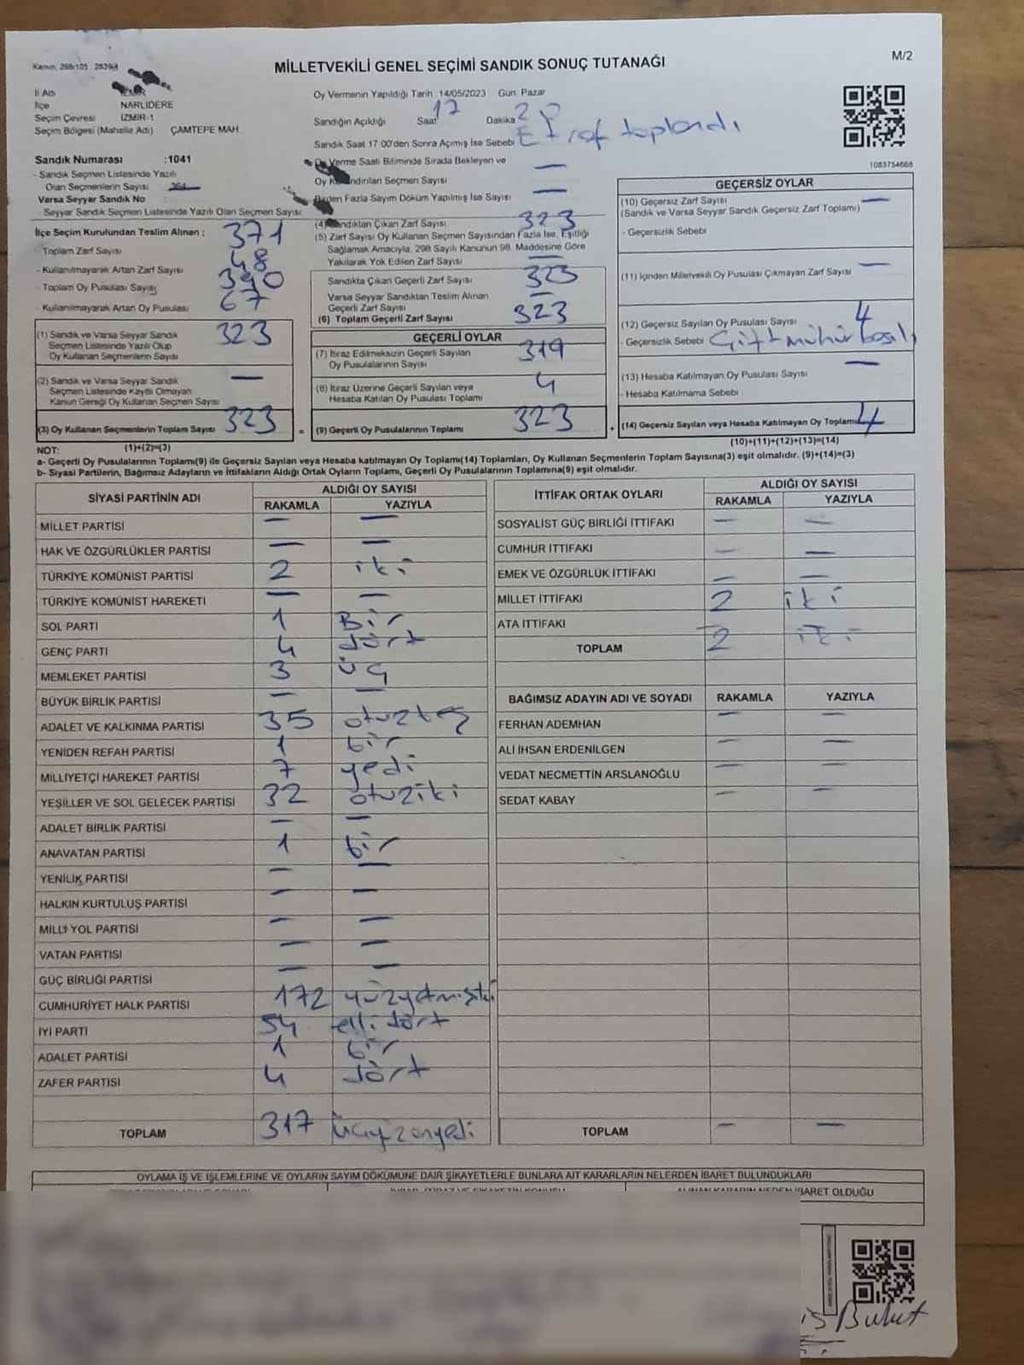 M/2
Kanun: 298/105 2839/4
MİLLETVEKİLİ GENEL SEÇİMİ SANDIK SONUÇ TUTANAĞI
İl Adı İZMİR
İlçe NARLIDERE
Seçim Çevresi İZMİR-1
Seçim Bölgesi (Mahalle Adı) ÇAMTEPE MAH.
Oy Vermenin Yapıldığı Tarih :14/05/2023 Gün: Pazar
Sandığın Açıldığı Saat 17 Dakika
Sandık Saat 17.00'den Sonra Açılmış İse Sebebi toplandı
Oy Verme Saati Bitiminde Sırada Bekleyen ve —
Oy Kullandırılan Seçmen Sayısı
Birden Fazla Sayım Döküm Yapılmış İse Sayısı —
Sandık Numarası :1041
- Sandık Seçmen Listesinde Yazılı
Olan Seçmenlerin Sayısı
Varsa Seyyar Sandık No
Seyyar Sandık Seçmen Listesinde Yazılı Olan Seçmen Sayısı
İlçe Seçim Kurulundan Teslim Alınan ;
Toplam Zarf Sayısı 371
- Kullanılmayarak Artan Zarf Sayısı 48
- Toplam Oy Pusulası Sayısı 390
- Kullanılmayarak Artan Oy Pusulası 67
(1) Sandık ve Varsa Seyyar Sandık 323
Seçmen Listesinde Yazılı Olup
Oy Kullanan Seçmenlerin Sayısı
(2) Sandık ve Varsa Seyyar Sandık —
Seçmen Listesinde Kayıtlı Olmayan
Kanun Gereği Oy Kullanan Seçmen Sayısı
(3) Oy Kullanan Seçmenlerin Toplam Sayısı 323
(1)+(2)=(3)
(4) Sandıktan Çıkan Zarf Sayısı 323
(5) Zarf Sayısı Oy Kullanan Seçmen Sayısından Fazla İse, Eşitliği
Sağlamak Amacıyla, 298 Sayılı Kanunun 98. Maddesine Göre
Yakılarak Yok Edilen Zarf Sayısı —
Sandıkta Çıkan Geçerli Zarf Sayısı 323
Varsa Seyyar Sandıktan Teslim Alınan —
Geçerli Zarf Sayısı
(6) Toplam Geçerli Zarf Sayısı 323
GEÇERLİ OYLAR
(7) İtiraz Edilmeksizin Geçerli Sayılan 319
Oy Pusulalarının Sayısı
(8) İtiraz Üzerine Geçerli Sayılan veya 4
Hesaba Katılan Oy Pusulası Toplamı
(9) Geçerli Oy Pusulalarının Toplamı 323
1083754668
GEÇERSİZ OYLAR
(10) Geçersiz Zarf Sayısı —
(Sandık ve Varsa Seyyar Sandık Geçersiz Zarf Toplamı)
- Geçersizlik Sebebi
(11) İçinden Milletvekili Oy Pusulası Çıkmayan Zarf Sayısı —
(12) Geçersiz Sayılan Oy Pusulası Sayısı 4
- Geçersizlik Sebebi Çift mühür basılı
(13) Hesaba Katılmayan Oy Pusulası Sayısı —
- Hesaba Katılmama Sebebi
(14) Geçersiz Sayılan veya Hesaba Katılmayan Oy Toplamı 4
(10)+(11)+(12)+(13)=(14)
NOT:
a- Geçerli Oy Pusulalarının Toplamı(9) ile Geçersiz Sayılan veya Hesaba katılmayan Oy Toplamı(14) Toplamları, Oy Kullanan Seçmenlerin Toplam Sayısına(3) eşit olmalıdır. (9)+(14)=(3)
b- Siyasi Partilerin, Bağımsız Adayların ve İttifakların Aldığı Ortak Oyların Toplamı, Geçerli Oy Pusulalarının Toplamına(9) eşit olmalıdır.
SİYASİ PARTİNİN ADI ALDIĞI OY SAYISI
RAKAMLA YAZIYLA
MİLLET PARTİSİ — —
HAK VE ÖZGÜRLÜKLER PARTİSİ — —
TÜRKİYE KOMÜNİST PARTİSİ 2 iki
TÜRKİYE KOMÜNİST HAREKETİ — —
SOL PARTİ 1 Bir
GENÇ PARTİ 4 dört
MEMLEKET PARTİSİ 3 üç
BÜYÜK BİRLİK PARTİSİ — —
ADALET VE KALKINMA PARTİSİ 35 otuzbeş
YENİDEN REFAH PARTİSİ 1 bir
MİLLİYETÇİ HAREKET PARTİSİ 7 yedi
YEŞİLLER VE SOL GELECEK PARTİSİ 32 otuziki
ADALET BİRLİK PARTİSİ — —
ANAVATAN PARTİSİ 1 bir
YENİLİK PARTİSİ — —
HALKIN KURTULUŞ PARTİSİ — —
MİLLİ YOL PARTİSİ — —
VATAN PARTİSİ — —
GÜÇ BİRLİĞİ PARTİSİ — —
CUMHURİYET HALK PARTİSİ 172 yüzyetmişiki
İYİ PARTİ 54 elli dört
ADALET PARTİSİ 1 bir
ZAFER PARTİSİ 4 dört
TOPLAM 317 üçyüzonyedi
İTTİFAK ORTAK OYLARI ALDIĞI OY SAYISI
RAKAMLA YAZIYLA
SOSYALİST GÜÇ BİRLİĞİ İTTİFAKI — —
CUMHUR İTTİFAKI — —
EMEK VE ÖZGÜRLÜK İTTİFAKI — —
MİLLET İTTİFAKI 2 iki
ATA İTTİFAKI —
TOPLAM 2 iki
BAĞIMSIZ ADAYIN ADI VE SOYADI RAKAMLA YAZIYLA
FERHAN ADEMHAN — —
ALİ İHSAN ERDENİLGEN — —
VEDAT NECMETTİN ARSLANOĞLU — —
SEDAT KABAY — —
TOPLAM — —
OYLAMA İŞ VE İŞLEMLERİNE VE OYLARIN SAYIM DÖKÜMÜNE DAİR ŞİKAYETLERLE BUNLARA AİT KARARLARIN NELERDEN İBARET BULUNDUKLARI
İBARET OLDUĞU
Bulut